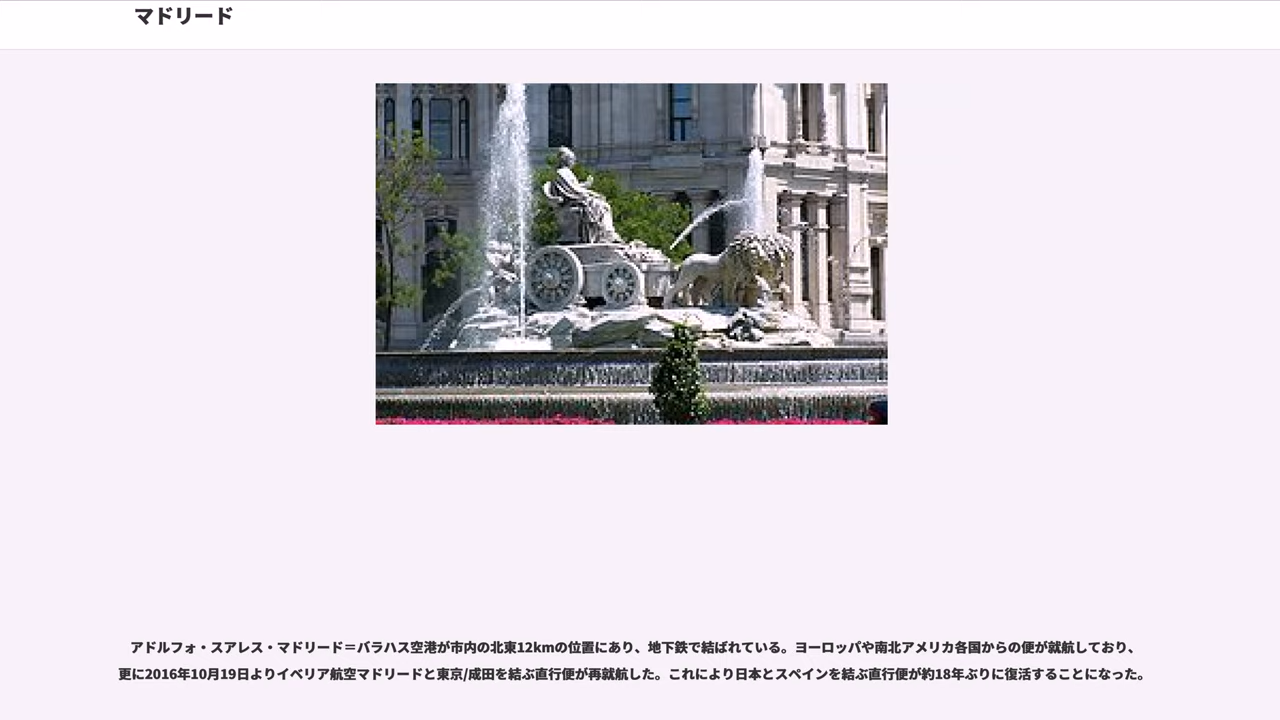 マドリード
アドルフォ・スアレス・マドリード＝バラハス空港が市内の北東12kmの位置にあり、地下鉄で結ばれている。ヨーロッパや南北アメリカ各国からの便が就航しており、
更に2016年10月19日よりイベリア航空マドリードと東京/成田を結ぶ直行便が再就航した。これにより日本とスペインを結ぶ直行便が約18年ぶりに復活することになった。